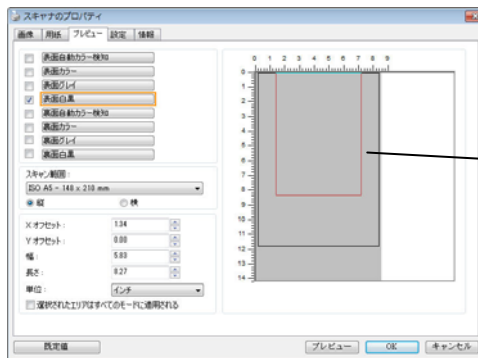 スキャナのプロパティ
画像 用紙 プレビュー 設定 情報
表面自動カラー検知
表面カラー
表面グレイ
表面白黒
裏面自動カラー検知
裏面カラー
裏面グレイ
裏面白黒
スキャン範囲:
ISO A5 - 148 x 210 mm
縦 横
X オフセット: 1.34
Y オフセット: 0.00
幅: 5.83
長さ: 8.27
単位: インチ
選択されたエリアはすべてのモードに適用される
0 1 2 3 4 5 6 7 8 9
0
1
2
3
4
5
6
7
8
9
10
11
12
13
14
既定値 プレビュー OK キャンセル